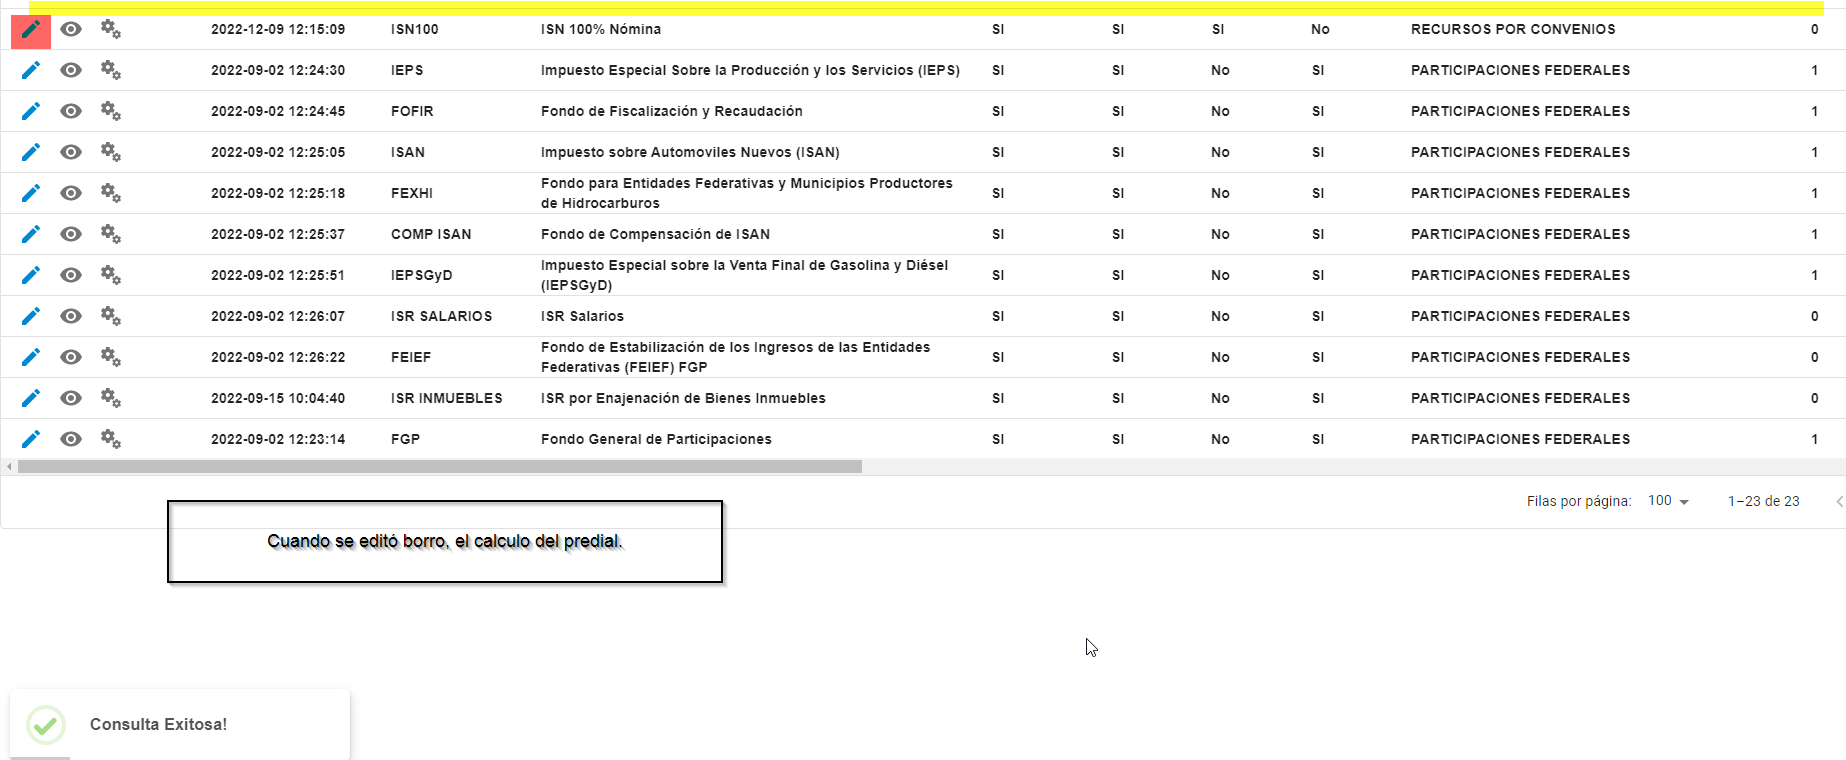 2022-12-09 12:15:09 ISN100 ISN 100% Nómina SI SI SI No RECURSOS POR CONVENIOS 0
2022-09-02 12:24:30 IEPS Impuesto Especial Sobre la Producción y los Servicios (IEPS) SI SI No SI PARTICIPACIONES FEDERALES 1
2022-09-02 12:24:45 FOFIR Fondo de Fiscalización y Recaudación SI SI No SI PARTICIPACIONES FEDERALES 1
2022-09-02 12:25:05 ISAN Impuesto sobre Automoviles Nuevos (ISAN) SI SI No SI PARTICIPACIONES FEDERALES 1
2022-09-02 12:25:18 FEXHI Fondo para Entidades Federativas y Municipios Productores
de Hidrocarburos SI SI No SI PARTICIPACIONES FEDERALES 1
2022-09-02 12:25:37 COMP ISAN Fondo de Compensación de ISAN SI SI No SI PARTICIPACIONES FEDERALES 1
2022-09-02 12:25:51 IEPSGyD Impuesto Especial sobre la Venta Final de Gasolina y Diésel
(IEPSGyD) SI SI No SI PARTICIPACIONES FEDERALES 1
2022-09-02 12:26:07 ISR SALARIOS ISR Salarios SI SI No SI PARTICIPACIONES FEDERALES 0
2022-09-02 12:26:22 FEIEF Fondo de Estabilización de los Ingresos de las Entidades
Federativas (FEIEF) FGP SI SI No SI PARTICIPACIONES FEDERALES 0
2022-09-15 10:04:40 ISR INMUEBLES ISR por Enajenación de Bienes Inmuebles SI SI No SI PARTICIPACIONES FEDERALES 0
2022-09-02 12:23:14 FGP Fondo General de Participaciones SI SI No SI PARTICIPACIONES FEDERALES 1
Filas por página: 100 1–23 de 23
Cuando se editó borro, el calculo del predial.
Consulta Exitosa!